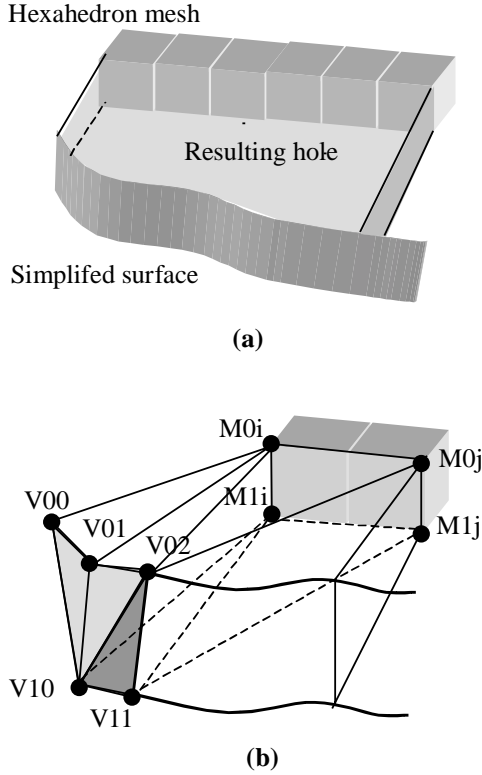 Hexahedron mesh
Resulting hole
Simplifed surface
(a)
M0i
M0j
V00
M1i
V01
V02
M1j
V10
V11
(b)